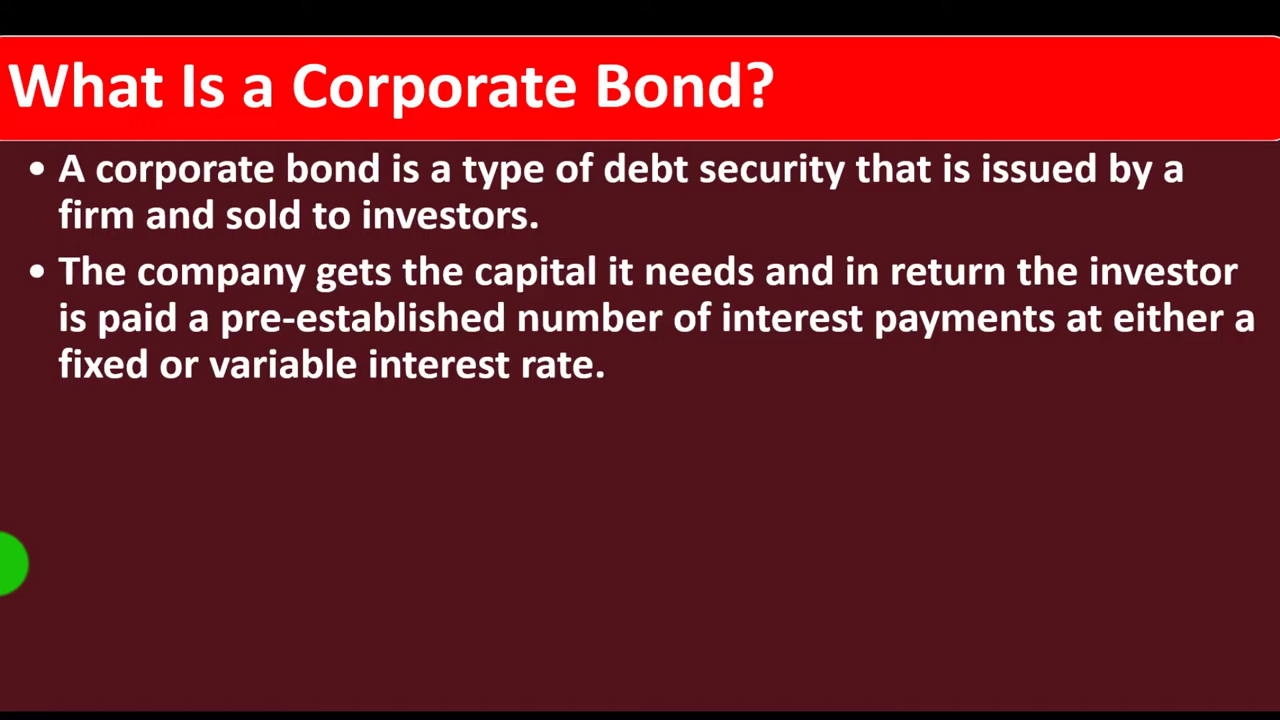 What Is a Corporate Bond?
• A corporate bond is a type of debt security that is issued by a
firm and sold to investors.
• The company gets the capital it needs and in return the investor
is paid a pre-established number of interest payments at either a
fixed or variable interest rate.